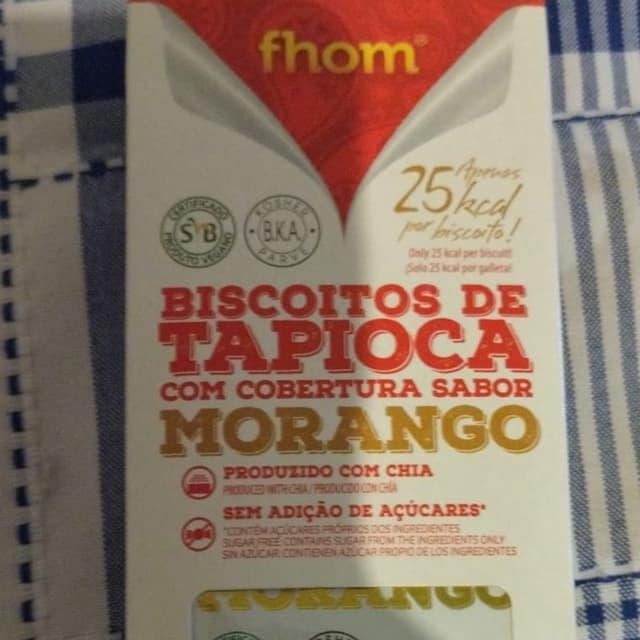 fhom®
CERTIFICADO
SVB
PRODUTO VEGANO
KOSHER
B.K.A.
PARVE
Apenas
25 kcal
por biscoito!
Only 25 kcal per biscuit!
¡Solo 25 kcal por galleta!
BISCOITOS DE
TAPIOCA
COM COBERTURA SABOR
MORANGO
PRODUZIDO COM CHIA
PRODUCED WITH CHIA / PRODUCIDO CON CHÍA
SEM ADIÇÃO DE AÇÚCARES*
*CONTÉM AÇÚCARES PRÓPRIOS DOS INGREDIENTES
SUGAR FREE: CONTAINS SUGAR FROM THE INGREDIENTS ONLY
SIN AZÚCAR: CONTIENEN AZÚCAR PROPIO DE LOS INGREDIENTES
MORANGO